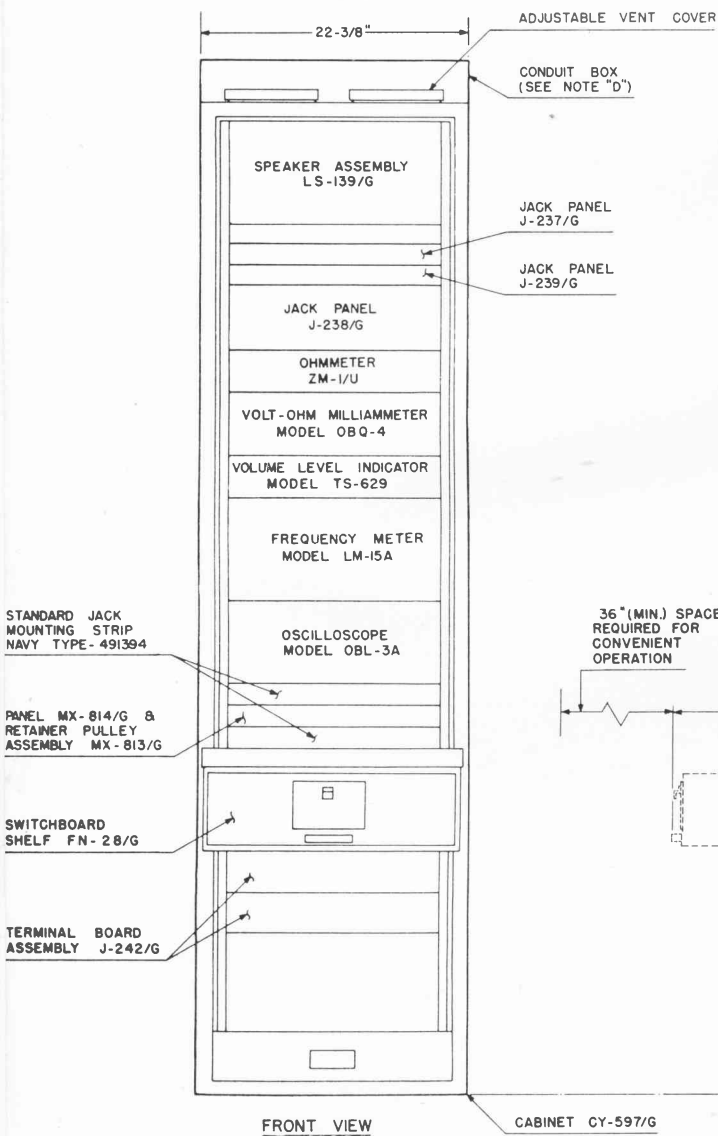 22-3/8"
ADJUSTABLE VENT COVER
CONDUIT BOX
(SEE NOTE "D")
SPEAKER ASSEMBLY
LS-139/G
JACK PANEL
J-237/G
JACK PANEL
J-239/G
JACK PANEL
J-238/G
OHMMETER
ZM-1/U
VOLT-OHM MILLIAMMETER
MODEL OBQ-4
VOLUME LEVEL INDICATOR
MODEL TS-629
FREQUENCY METER
MODEL LM-15A
OSCILLOSCOPE
MODEL OBL-3A
STANDARD JACK
MOUNTING STRIP
NAVY TYPE-491394
PANEL MX-814/G &
RETAINER PULLEY
ASSEMBLY MX-813/G
SWITCHBOARD
SHELF FN-28/G
TERMINAL BOARD
ASSEMBLY J-242/G
36" (MIN.) SPACE
REQUIRED FOR
CONVENIENT
OPERATION
FRONT VIEW
CABINET CY-597/G